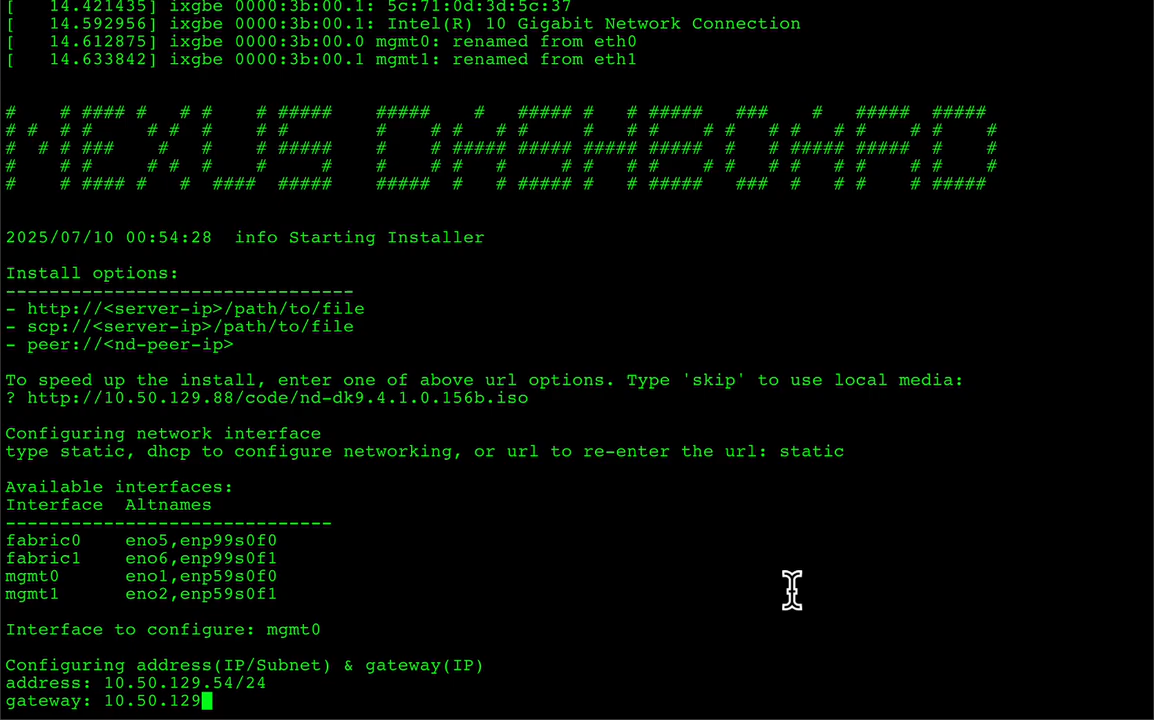 [   14.421435] ixgbe 0000:3b:00.1: 5c:71:0d:3d:5c:37
[   14.592956] ixgbe 0000:3b:00.1: Intel(R) 10 Gigabit Network Connection
[   14.612875] ixgbe 0000:3b:00.0 mgmt0: renamed from eth0
[   14.633842] ixgbe 0000:3b:00.1 mgmt1: renamed from eth1
NEXUS DASHBOARD
2025/07/10 00:54:28  info Starting Installer
Install options:
--------------------------------
- http://<server-ip>/path/to/file
- scp://<server-ip>/path/to/file
- peer://<nd-peer-ip>
To speed up the install, enter one of above url options. Type 'skip' to use local media:
? http://10.50.129.88/code/nd-dk9.4.1.0.156b.iso
Configuring network interface
type static, dhcp to configure networking, or url to re-enter the url: static
Available interfaces:
Interface  Altnames
------------------------------
fabric0    eno5,enp99s0f0
fabric1    eno6,enp99s0f1
mgmt0      eno1,enp59s0f0
mgmt1      eno2,enp59s0f1
Interface to configure: mgmt0
Configuring address(IP/Subnet) & gateway(IP)
address: 10.50.129.54/24
gateway: 10.50.129